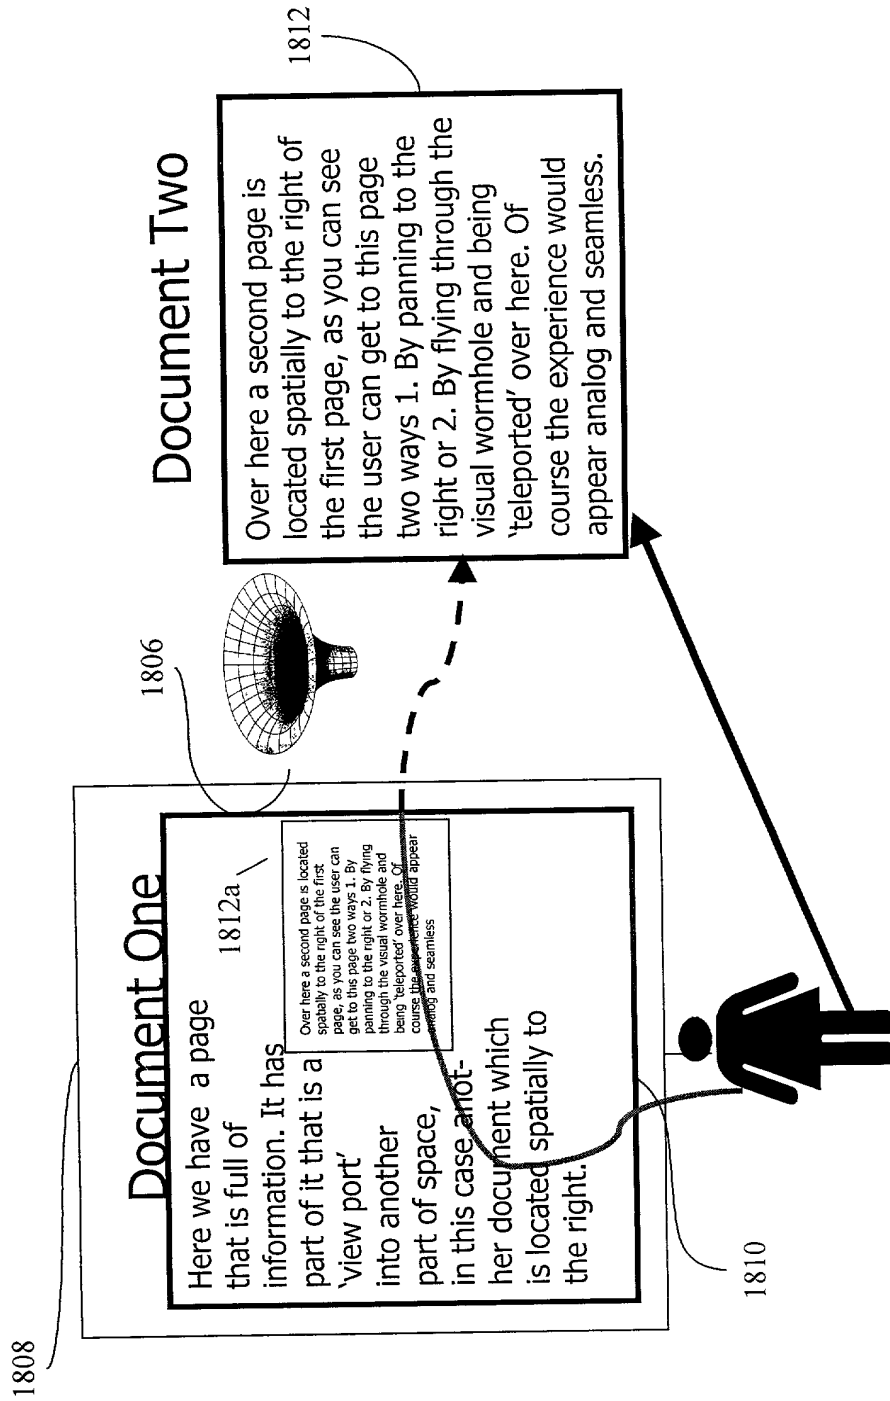 1808
Document One
Here we have a page
that is full of
information. It has
part of it that is a
'view port'
into another
part of space,
in this case anot-
her document which
is located spatially to
the right.
1812a
Over here a second page is located
spatially to the right of the first
page, as you can see the user can
get to this page two ways 1. By
panning to the right or 2. By flying
through the visual wormhole and
being 'teleported' over here. Of
course the experience would appear
analog and seamless
1806
1810
Document Two
Over here a second page is
located spatially to the right of
the first page, as you can see
the user can get to this page
two ways 1. By panning to the
right or 2. By flying through the
visual wormhole and being
'teleported' over here. Of
course the experience would
appear analog and seamless.
1812